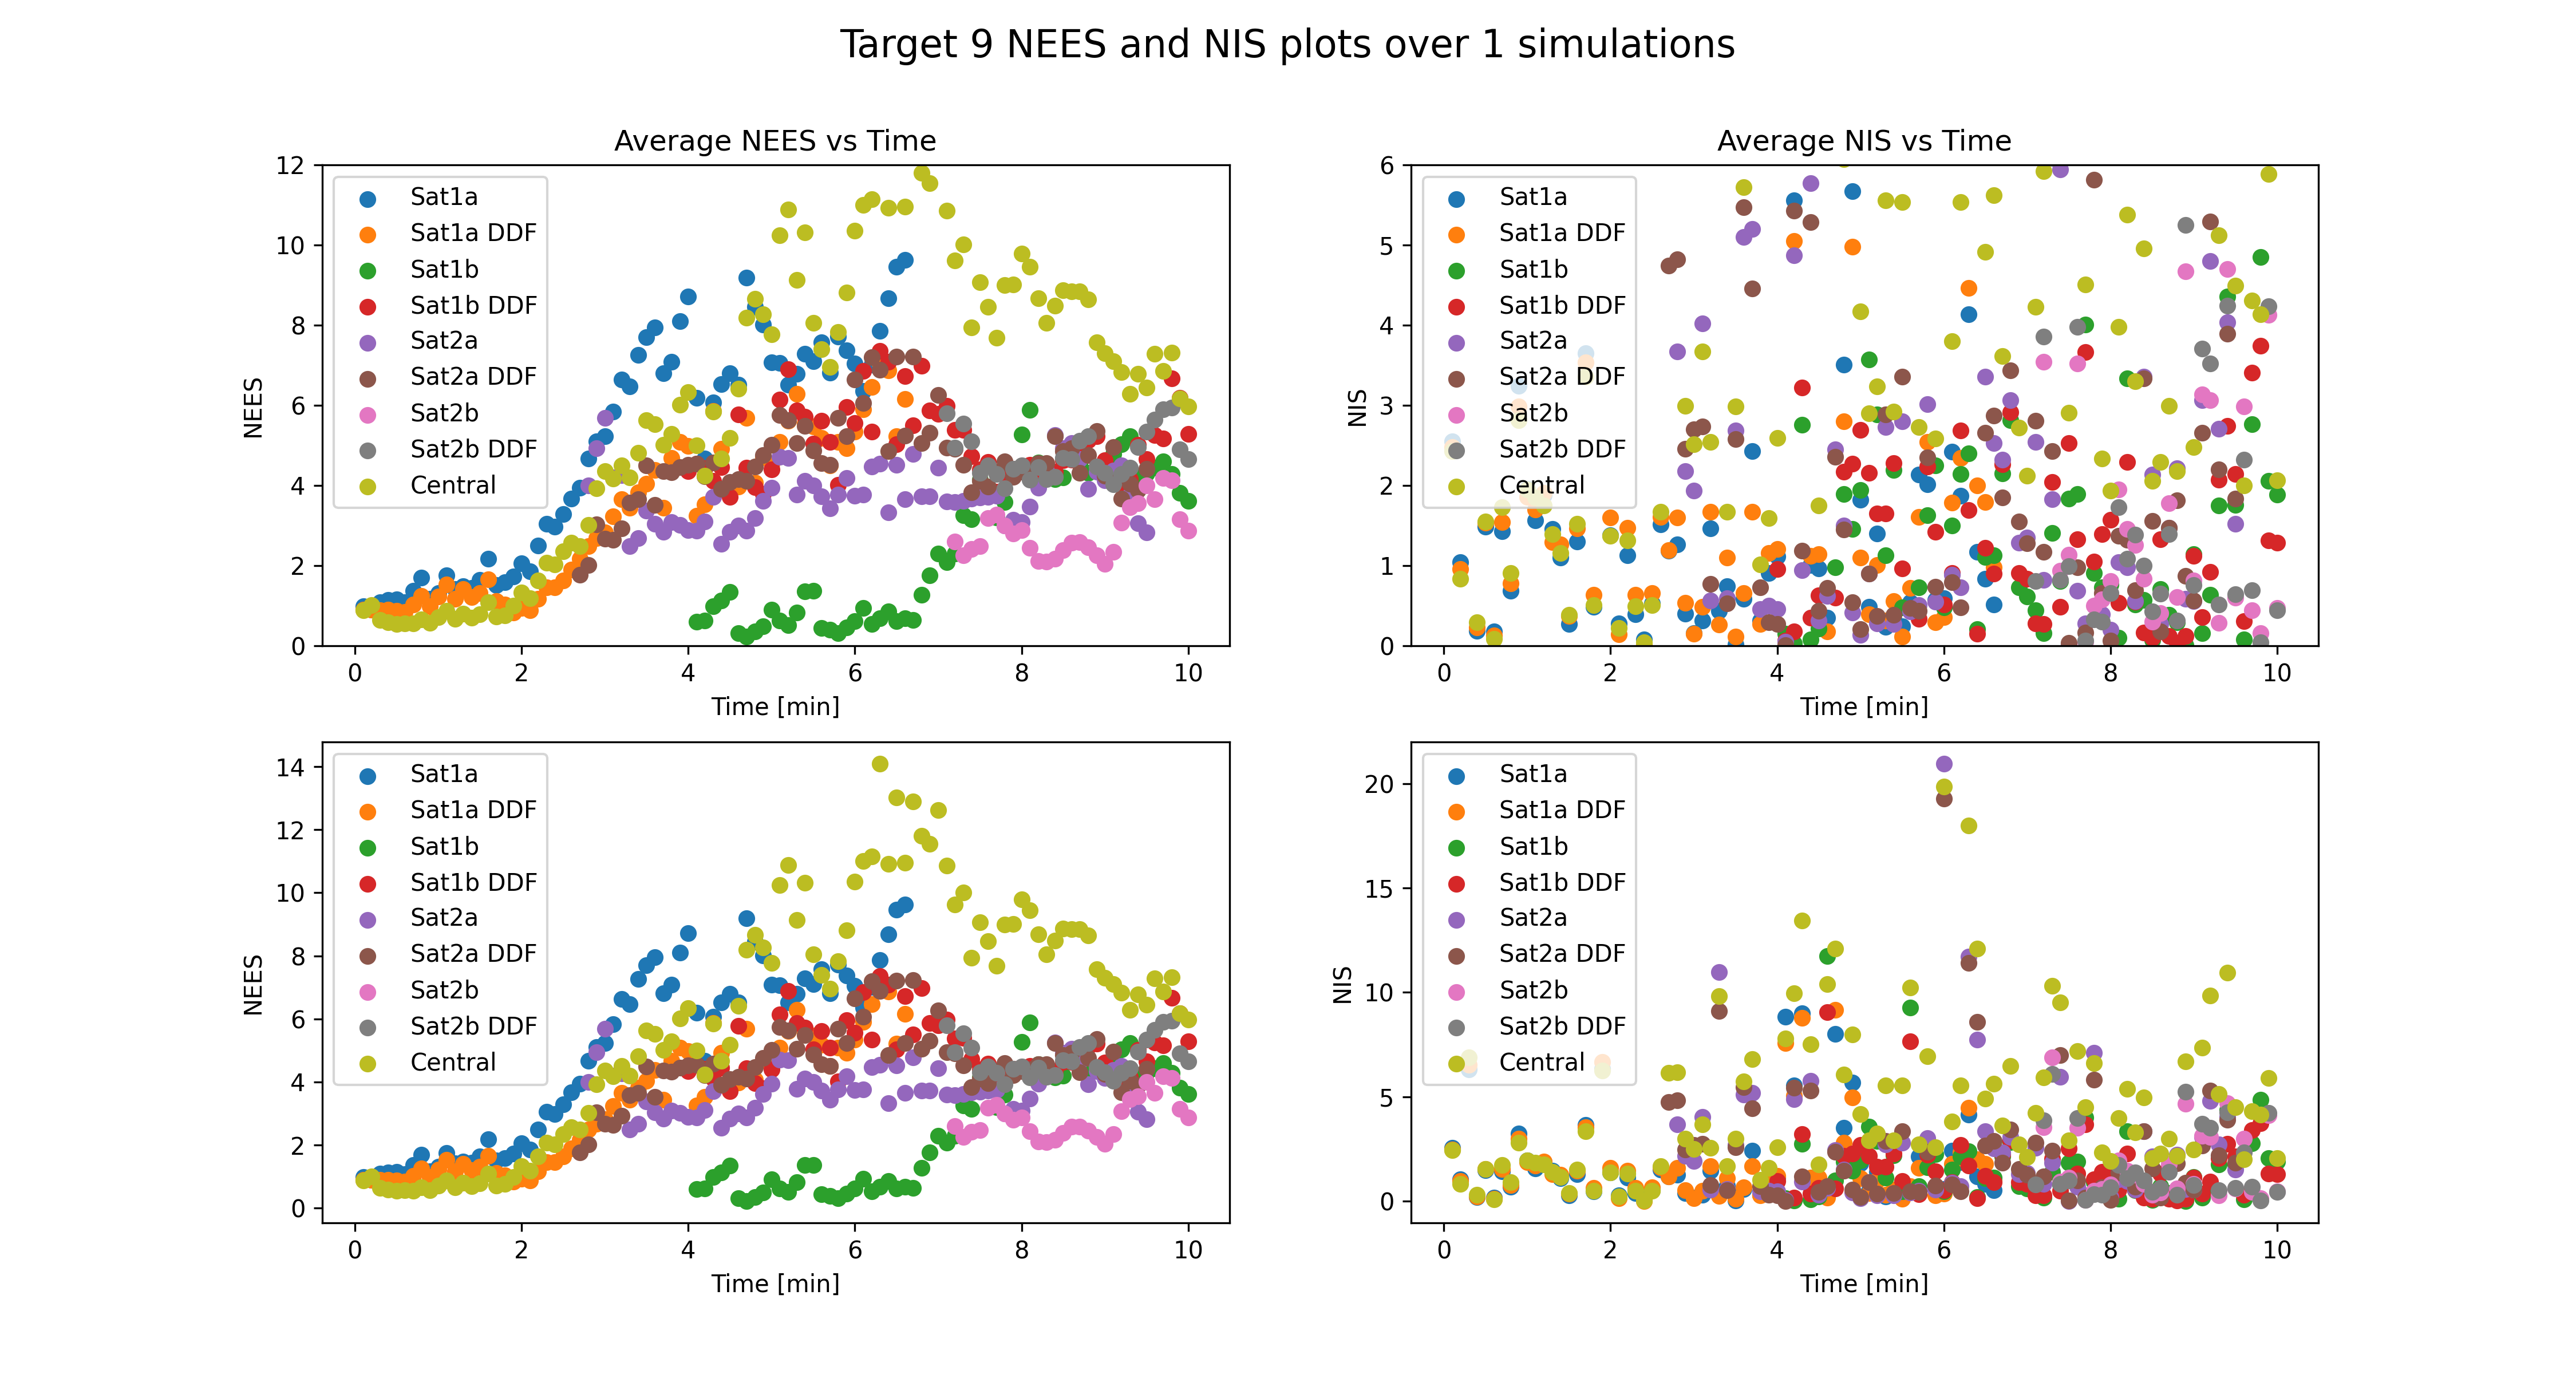 Target 9 NEES and NIS plots over 1 simulations
Average NEES vs Time
12
10
8
6
4
2
0
NEES
Sat1a
Sat1a DDF
Sat1b
Sat1b DDF
Sat2a
Sat2a DDF
Sat2b
Sat2b DDF
Central
0 2 4 6 8 10
Time [min]
Average NIS vs Time
6
5
4
3
2
1
0
NIS
Sat1a
Sat1a DDF
Sat1b
Sat1b DDF
Sat2a
Sat2a DDF
Sat2b
Sat2b DDF
Central
0 2 4 6 8 10
Time [min]
14
12
10
8
6
4
2
0
NEES
Sat1a
Sat1a DDF
Sat1b
Sat1b DDF
Sat2a
Sat2a DDF
Sat2b
Sat2b DDF
Central
0 2 4 6 8 10
Time [min]
20
15
10
5
0
NIS
Sat1a
Sat1a DDF
Sat1b
Sat1b DDF
Sat2a
Sat2a DDF
Sat2b
Sat2b DDF
Central
0 2 4 6 8 10
Time [min]